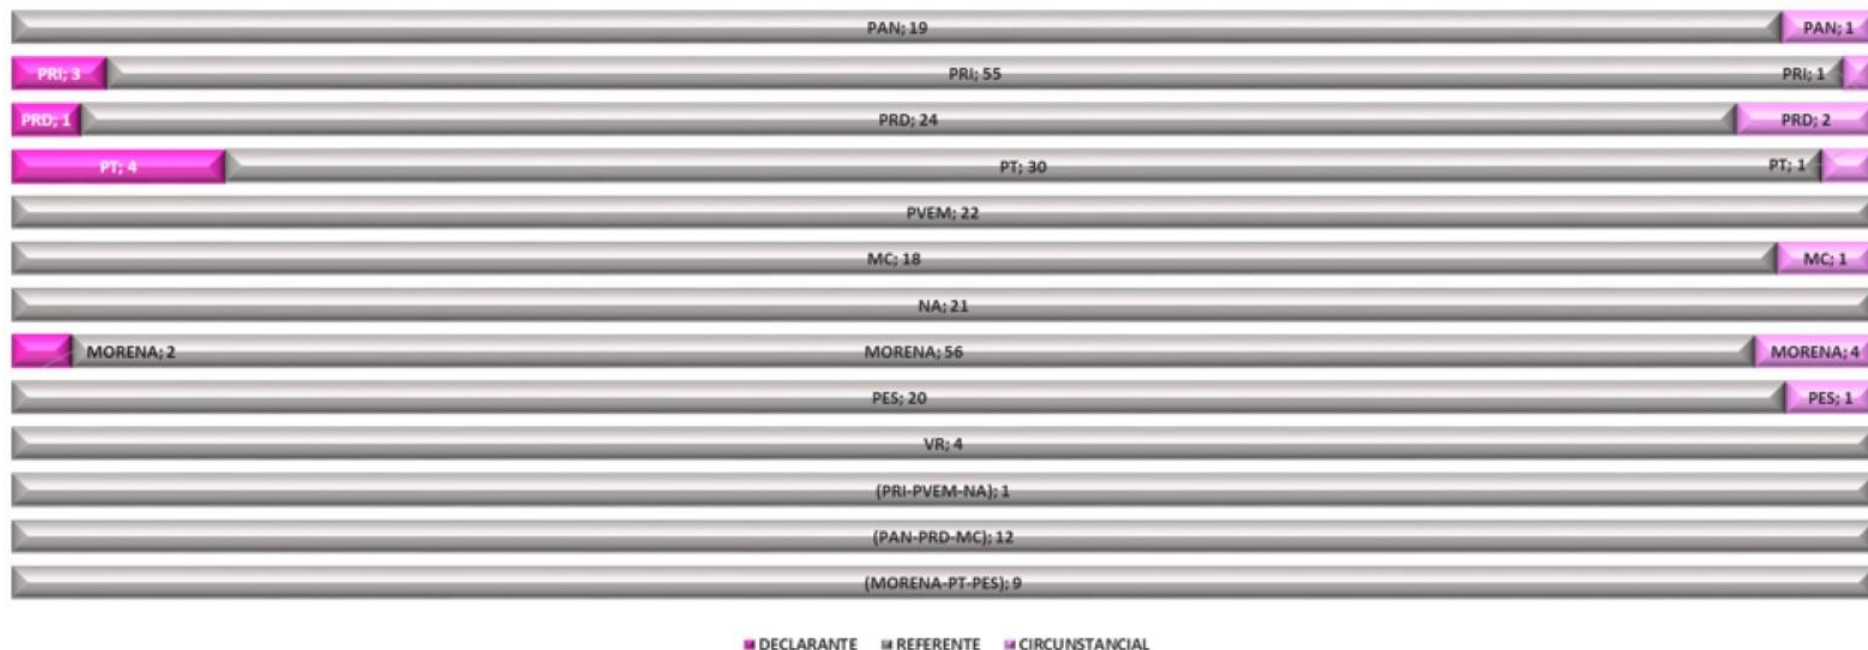 PAN; 19 PAN; 1
PRI; 3 PRI; 55 PRI; 1
PRD; 1 PRD; 24 PRD; 2
PT; 4 PT; 30 PT; 1
PVEM; 22
MC; 18 MC; 1
NA; 21
MORENA; 2 MORENA; 56 MORENA; 4
PES; 20 PES; 1
VR; 4
(PRI-PVEM-NA); 1
(PAN-PRD-MC); 12
(MORENA-PT-PES); 9
DECLARANTE REFERENTE CIRCUNSTANCIAL